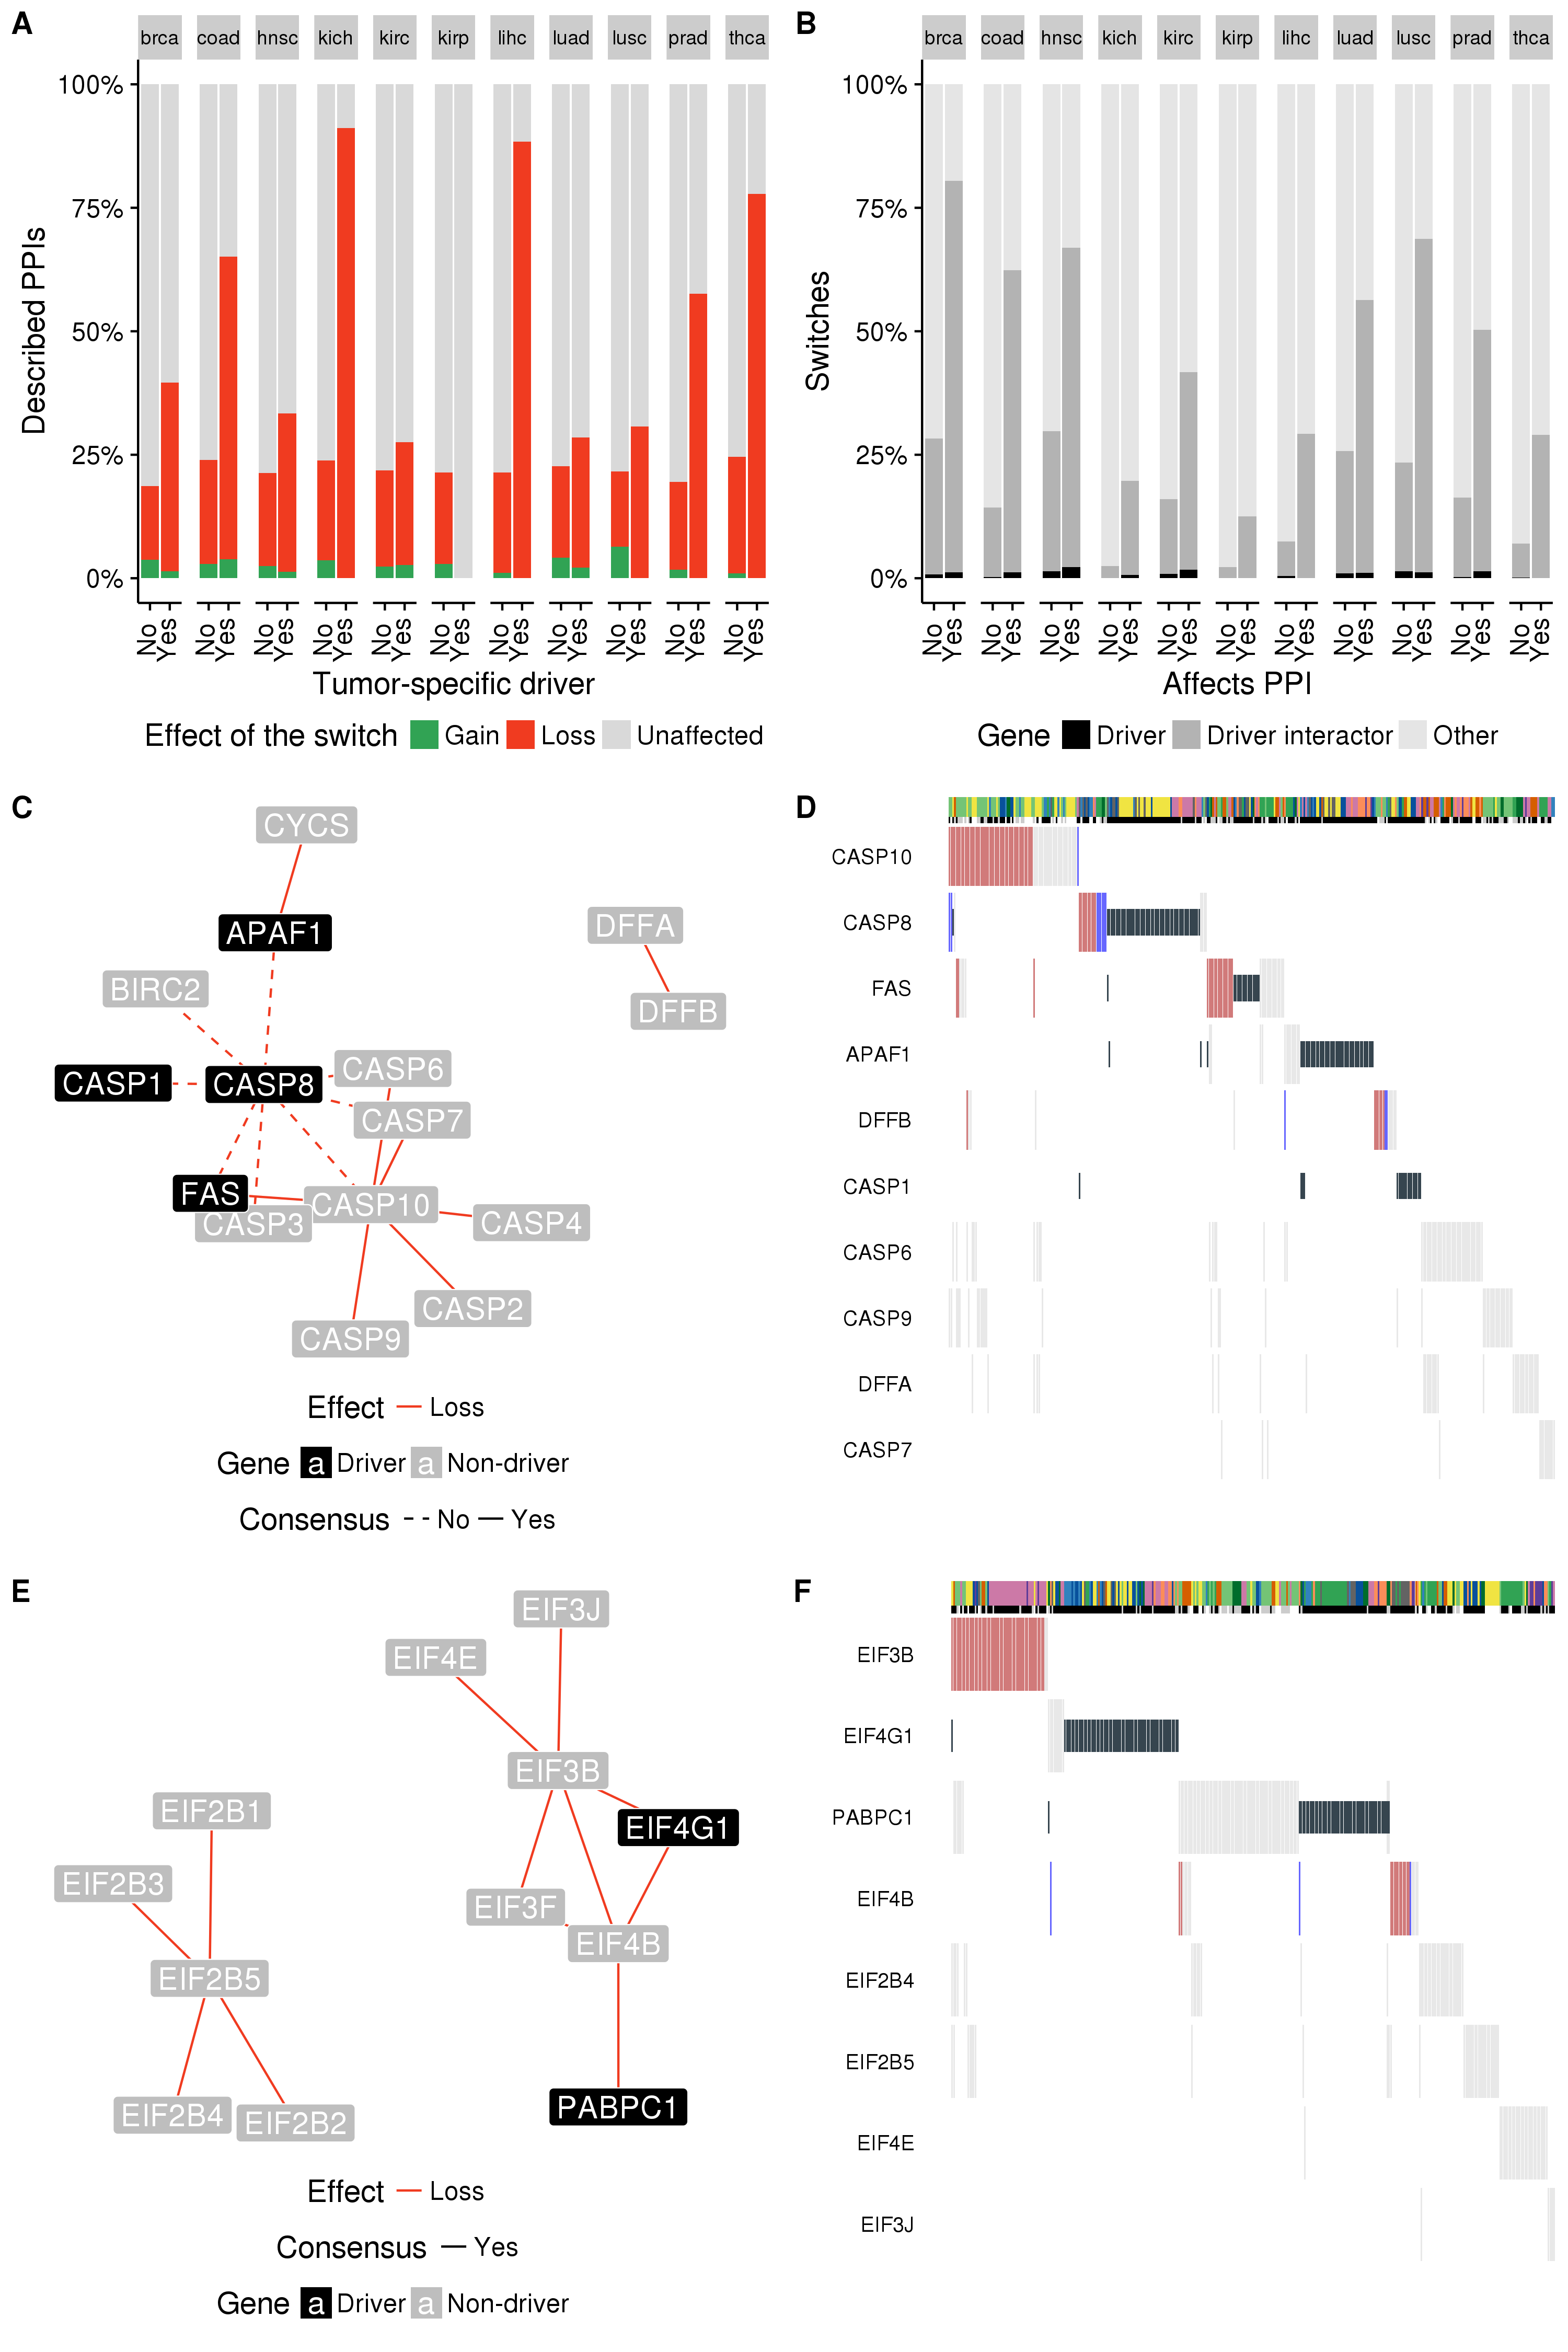 A
brca coad hnsc kich kirc kirp lihc luad lusc prad thca
100%
75%
50%
25%
0%
Described PPIs
No Yes No Yes No Yes No Yes No Yes No Yes No Yes No Yes No Yes No Yes No Yes
Tumor-specific driver
Effect of the switch Gain Loss Unaffected
B
brca coad hnsc kich kirc kirp lihc luad lusc prad thca
100%
75%
50%
25%
0%
Switches
No Yes No Yes No Yes No Yes No Yes No Yes No Yes No Yes No Yes No Yes No Yes
Affects PPI
Gene Driver Driver interactor Other
C
CYCS
APAF1
DFFA
BIRC2
DFFB
CASP6
CASP1
CASP8
CASP7
FAS
CASP10
CASP3
CASP4
CASP2
CASP9
Effect Loss
Gene a Driver a Non-driver
Consensus No Yes
D
CASP10
CASP8
FAS
APAF1
DFFB
CASP1
CASP6
CASP9
DFFA
CASP7
E
EIF3J
EIF4E
EIF3B
EIF2B1
EIF4G1
EIF2B3
EIF3F
EIF4B
EIF2B5
PABPC1
EIF2B4
EIF2B2
Effect Loss
Consensus Yes
Gene a Driver a Non-driver
F
EIF3B
EIF4G1
PABPC1
EIF4B
EIF2B4
EIF2B5
EIF4E
EIF3J